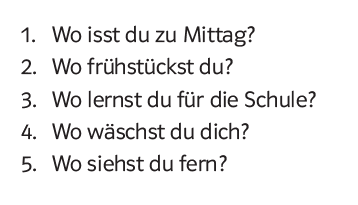 1. Wo isst du zu Mittag?
2. Wo frühstückst du?
3. Wo lernst du für die Schule?
4. Wo wäschst du dich?
5. Wo siehst du fern?